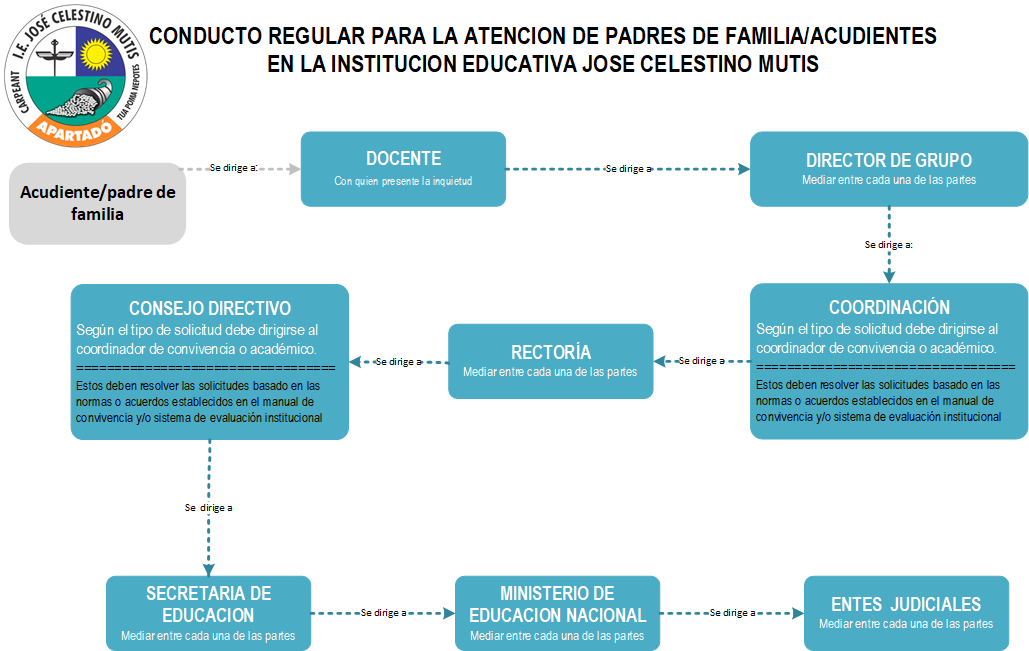 I.E. JOSÉ CELESTINO MUTIS
CARPEANT
TUA POMA NEPOTES
APARTADÓ
CONDUCTO REGULAR PARA LA ATENCION DE PADRES DE FAMILIA/ACUDIENTES
EN LA INSTITUCION EDUCATIVA JOSE CELESTINO MUTIS
Acudiente/padre de
familia
Se dirige a:
DOCENTE
Con quien presente la inquietud
Se dirige a
DIRECTOR DE GRUPO
Mediar entre cada una de las partes
Se dirige a:
COORDINACIÓN
Según el tipo de solicitud debe dirigirse al
coordinador de convivencia o académico.
==================================
Estos deben resolver las solicitudes basado en las
normas o acuerdos establecidos en el manual de
convivencia y/o sistema de evaluación institucional
Se dirige a
RECTORÍA
Mediar entre cada una de las partes
Se dirige a
CONSEJO DIRECTIVO
Según el tipo de solicitud debe dirigirse al
coordinador de convivencia o académico.
==================================
Estos deben resolver las solicitudes basado en las
normas o acuerdos establecidos en el manual de
convivencia y/o sistema de evaluación institucional
Se dirige a
SECRETARIA DE
EDUCACION
Mediar entre cada una de las partes
Se dirige a
MINISTERIO DE
EDUCACION NACIONAL
Mediar entre cada una de las partes
Se dirige a
ENTES JUDICIALES
Mediar entre cada una de las partes